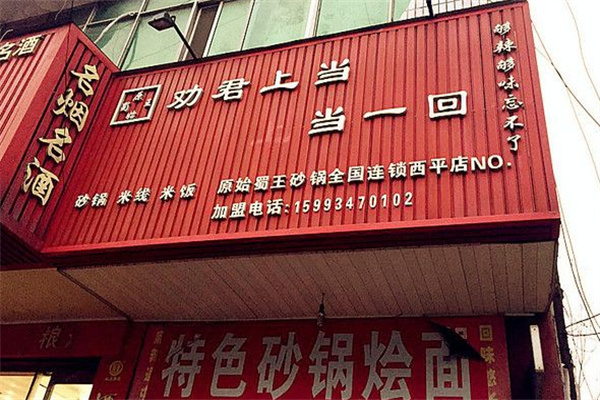 名酒
名烟名酒
劝君上当
当一回
够辣够味忘不了
砂锅 米线 米饭
原始蜀王砂锅全国连锁西平店NO.
加盟电话:15993470102
特色砂锅烩面